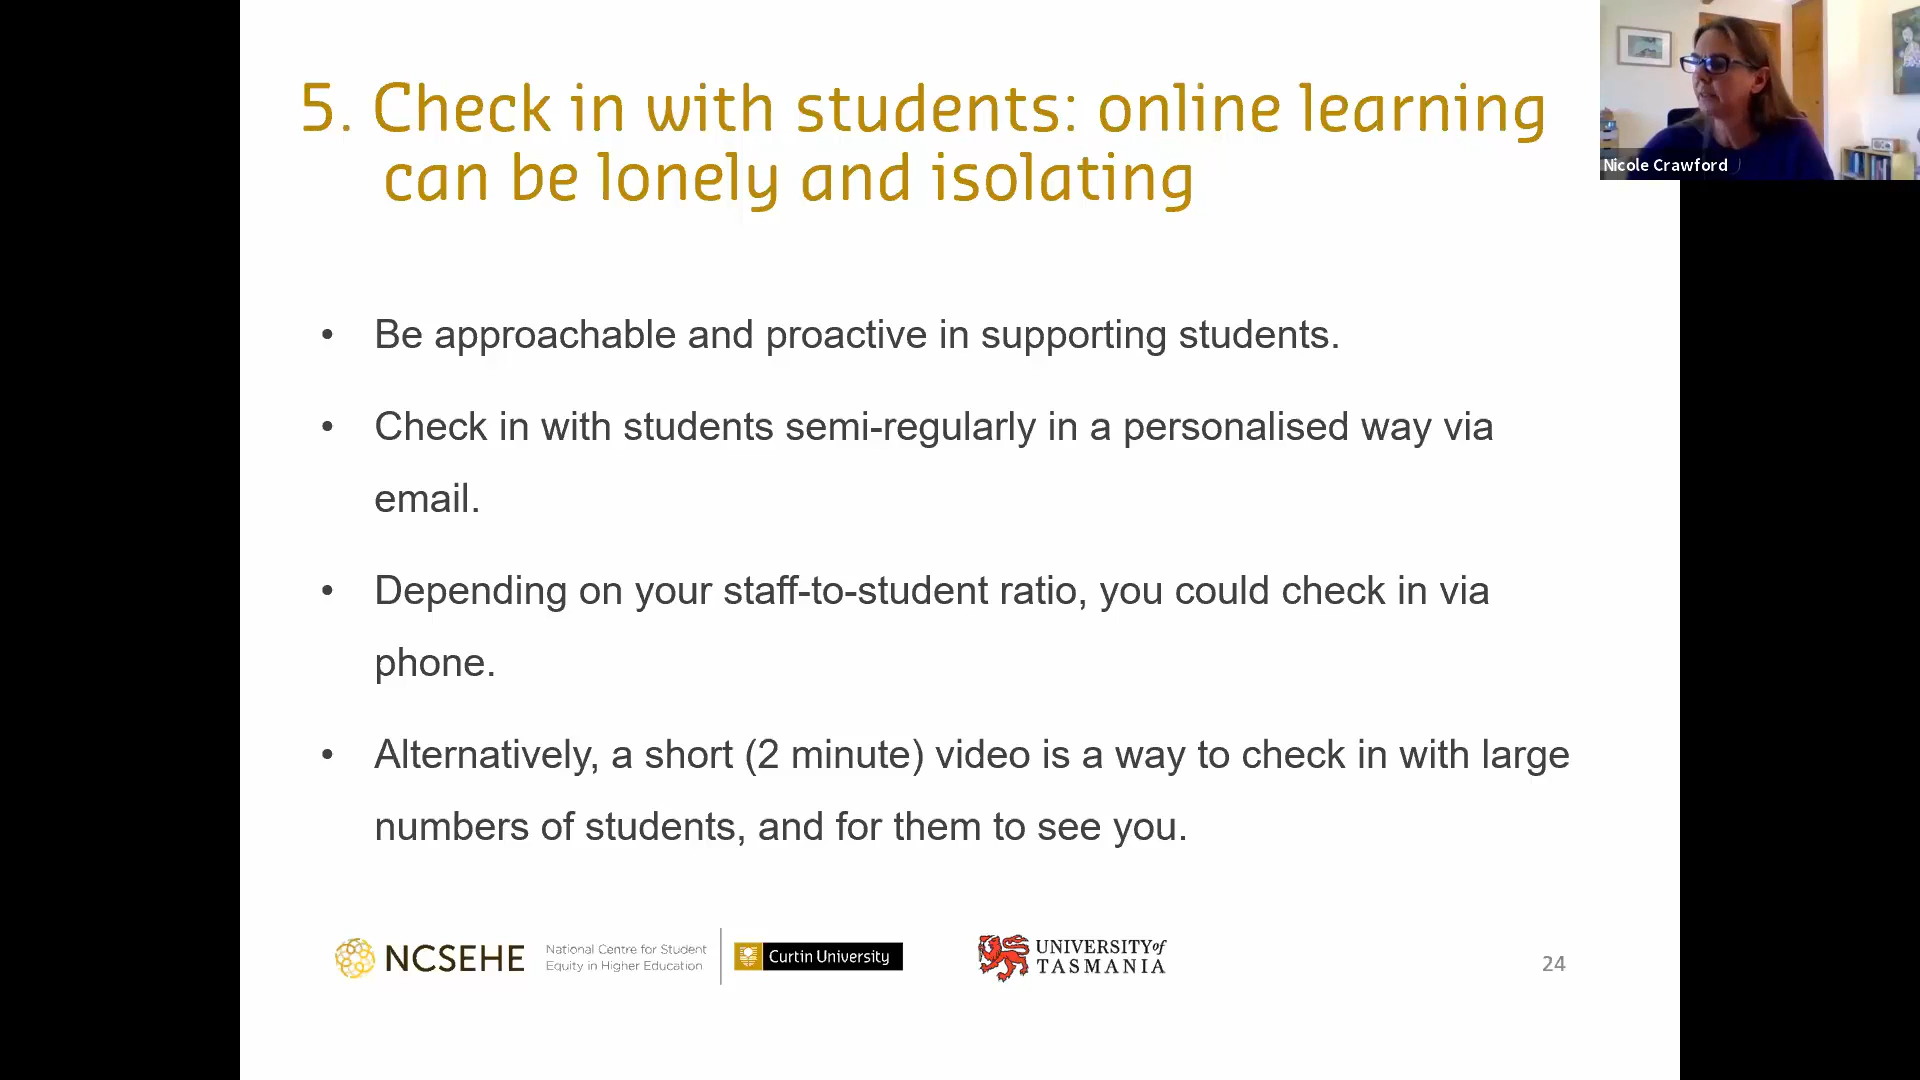 5. Check in with students: online learning
can be lonely and isolating
Nicole Crawford
• Be approachable and proactive in supporting students.
• Check in with students semi-regularly in a personalised way via
email.
• Depending on your staff-to-student ratio, you could check in via
phone.
• Alternatively, a short (2 minute) video is a way to check in with large
numbers of students, and for them to see you.
NCSEHE
National Centre for Student
Equity in Higher Education
Curtin University
UNIVERSITY of
TASMANIA
24